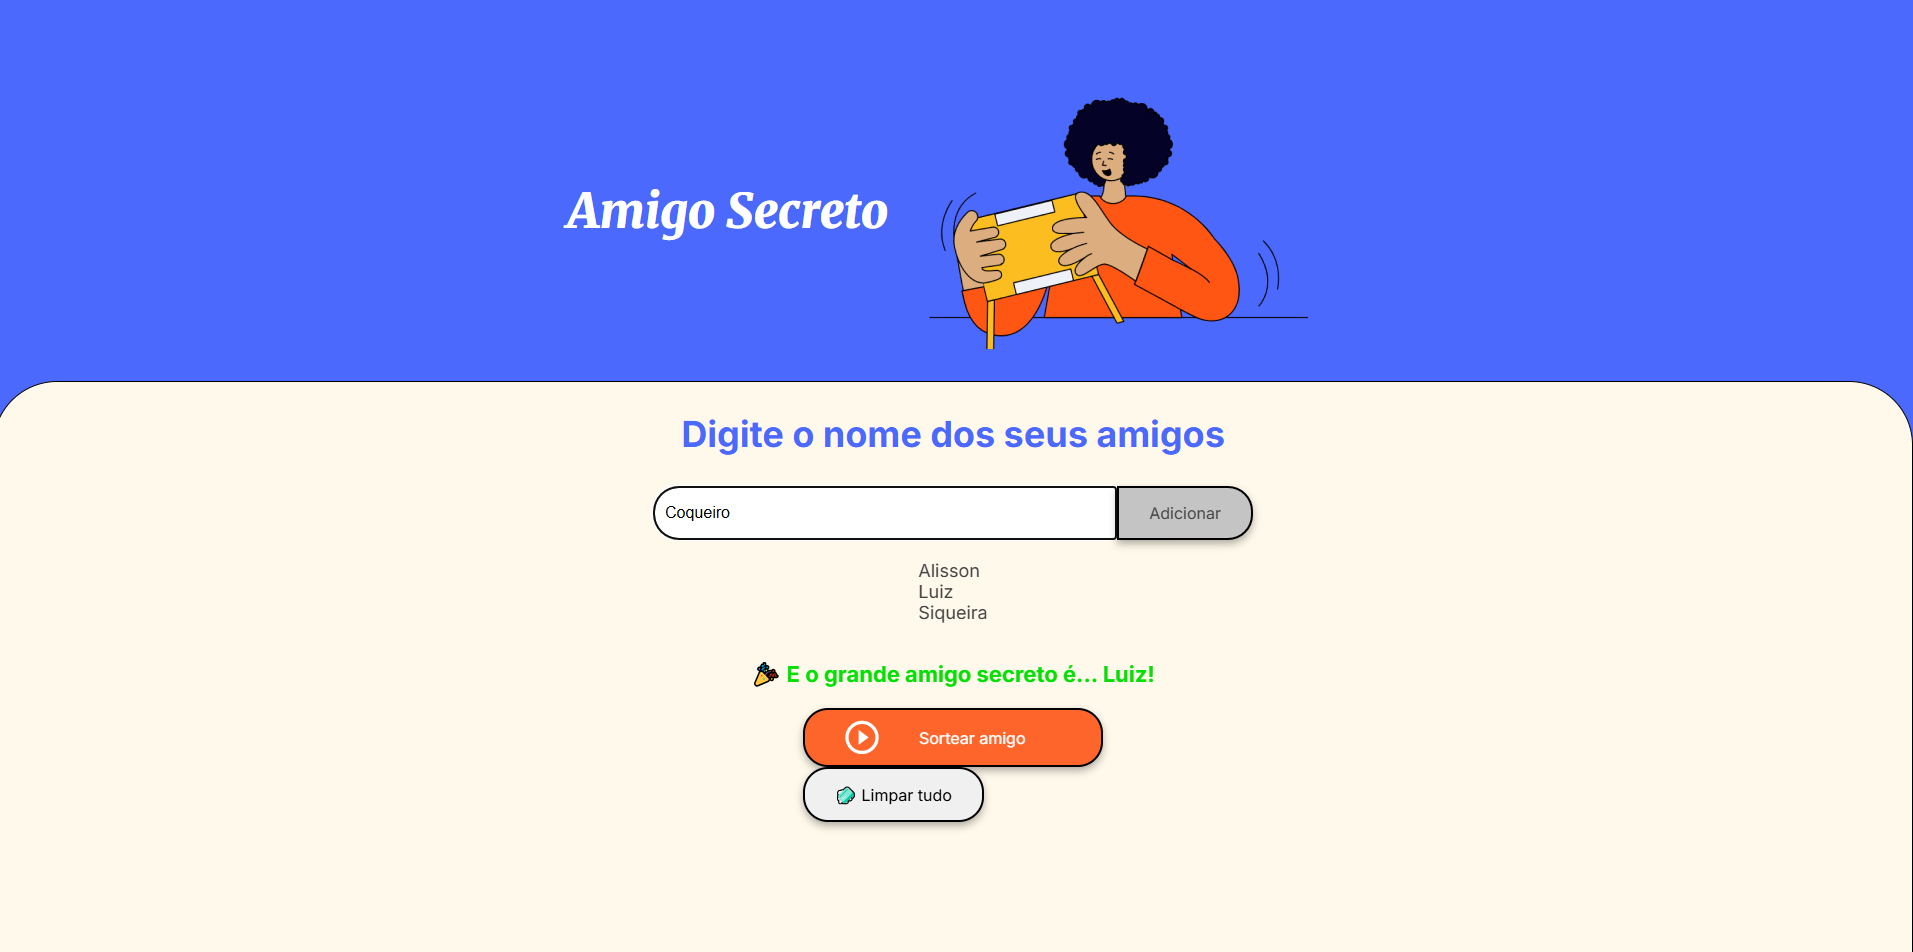 Amigo Secreto
Digite o nome dos seus amigos
Coqueiro
Adicionar
Alisson
Luiz
Siqueira
🎉 E o grande amigo secreto é... Luiz!
Sortear amigo
🧼 Limpar tudo